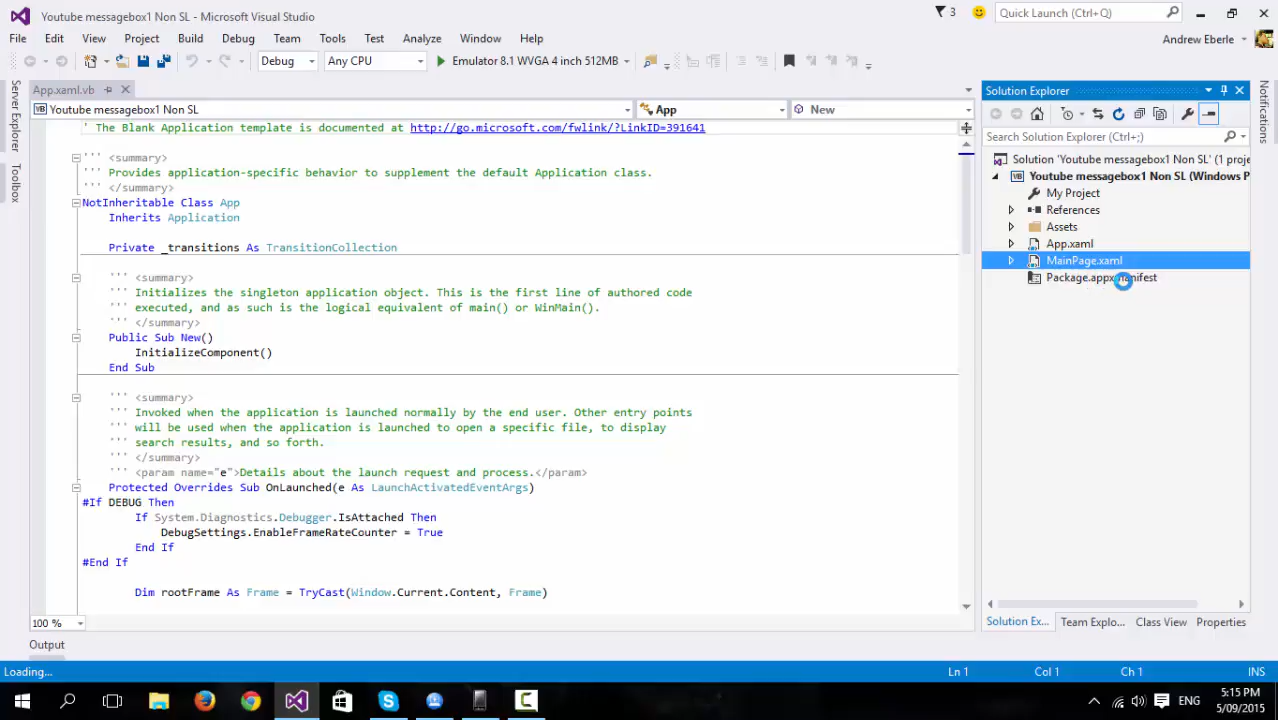 Youtube messagebox1 Non SL - Microsoft Visual Studio
3
Quick Launch (Ctrl+Q)
File Edit View Project Build Debug Team Tools Test Analyze Window Help
Andrew Eberle
Debug
Any CPU
Emulator 8.1 WVGA 4 inch 512MB
Server Explorer
Toolbox
App.xaml.vb
Youtube messagebox1 Non SL
App
New
' The Blank Application template is documented at http://go.microsoft.com/fwlink/?LinkID=391641
''' <summary>
''' Provides application-specific behavior to supplement the default Application class.
''' </summary>
NotInheritable Class App
Inherits Application
Private _transitions As TransitionCollection
''' <summary>
''' Initializes the singleton application object. This is the first line of authored code
''' executed, and as such is the logical equivalent of main() or WinMain().
''' </summary>
Public Sub New()
InitializeComponent()
End Sub
''' <summary>
''' Invoked when the application is launched normally by the end user. Other entry points
''' will be used when the application is launched to open a specific file, to display
''' search results, and so forth.
''' </summary>
''' <param name="e">Details about the launch request and process.</param>
Protected Overrides Sub OnLaunched(e As LaunchActivatedEventArgs)
#If DEBUG Then
If System.Diagnostics.Debugger.IsAttached Then
DebugSettings.EnableFrameRateCounter = True
End If
#End If
Dim rootFrame As Frame = TryCast(Window.Current.Content, Frame)
100 %
Output
Solution Explorer
Search Solution Explorer (Ctrl+;)
Solution 'Youtube messagebox1 Non SL' (1 proje
Youtube messagebox1 Non SL (Windows P
My Project
References
Assets
App.xaml
MainPage.xaml
Package.appxmanifest
Solution Ex... Team Explo... Class View Properties
Notifications
Loading...
Ln 1
Col 1
Ch 1
INS
ENG
5:15 PM
5/09/2015